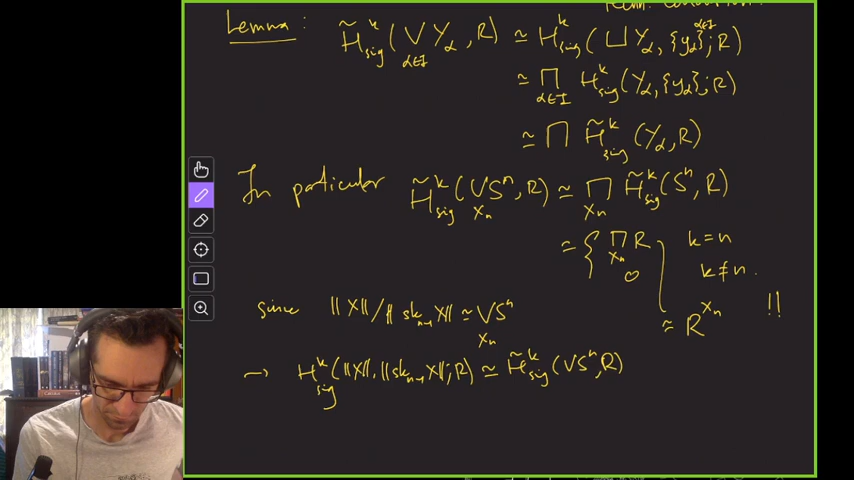 Lemma: H̃^k_sig(⋁_{α∈I} Y_α, R) ≃ H^k_sig(⊔ Y_α, {y_α}_{α∈I}; R)
≃ ∏_{α∈I} H^k_sig(Y_α, {y_α}; R)
≃ ∏ H̃^k_sig(Y_α, R)
In particular H̃^k_sig(⋁_{X_n} S^n, R) ≃ ∏_{X_n} H̃^k_sig(S^n, R)
≃ { ∏_{X_n} R k=n
0 k≠n.
≈ R^{X_n} !!
since ‖X‖/‖sk_{n-1}X‖ ≃ ⋁_{X_n} S^n
→ H^k_sig(‖X‖, ‖sk_{n-1}X‖; R) ≃ H̃^k_sig(⋁S^n, R)